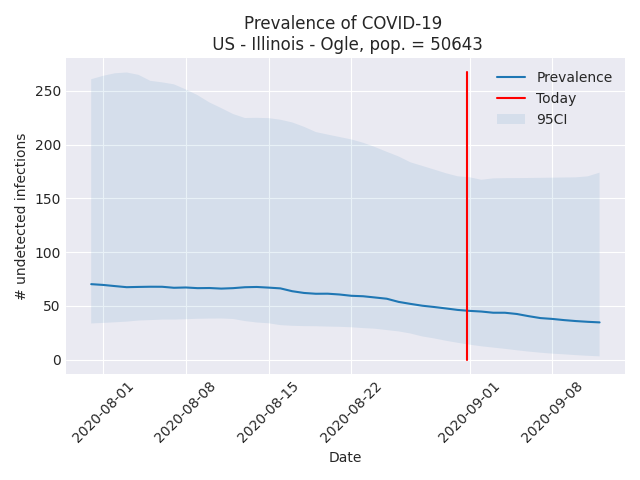 Prevalence of COVID-19
US - Illinois - Ogle, pop. = 50643
Prevalence
Today
95CI
# undetected infections
250
200
150
100
50
0
2020-08-01
2020-08-08
2020-08-15
2020-08-22
2020-09-01
2020-09-08
Date